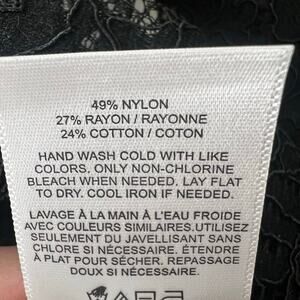 49% NYLON
27% RAYON / RAYONNE
24% COTTON / COTON
HAND WASH COLD WITH LIKE
COLORS. ONLY NON-CHLORINE
BLEACH WHEN NEEDED. LAY FLAT
TO DRY. COOL IRON IF NEEDED.
LAVAGE À LA MAIN À L'EAU FROIDE
AVEC COULEURS SIMILAIRES.UTILISEZ
SEULEMENT DU JAVELLISANT SANS
CHLORE SI NÉCESSAIRE. ÉTENDRE
À PLAT POUR SÉCHER. REPASSAGE
DOUX SI NÉCESSAIRE.